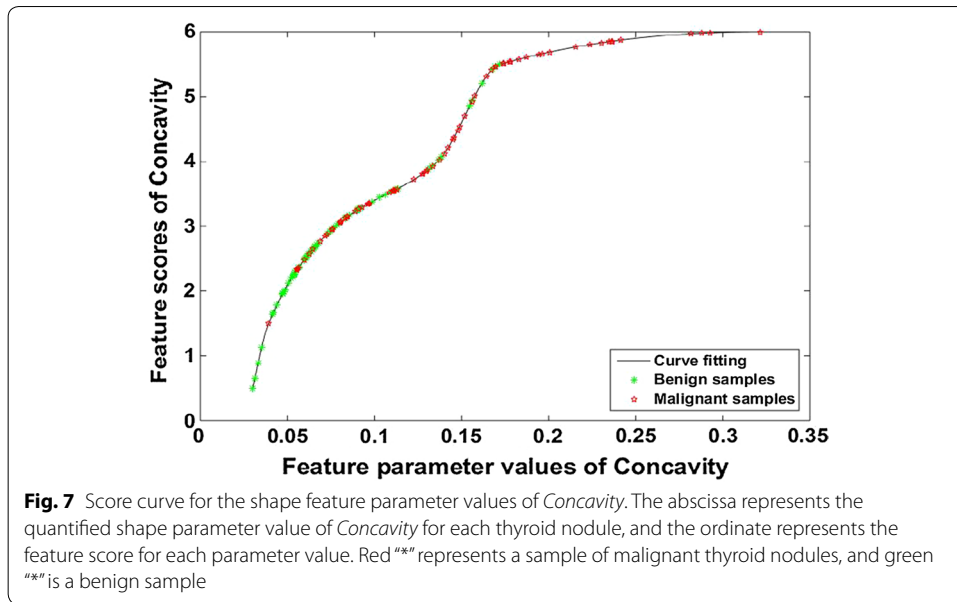 6
5
4
3
2
1
0
Feature scores of Concavity
Curve fitting
Benign samples
Malignant samples
0 0.05 0.1 0.15 0.2 0.25 0.3 0.35
Feature parameter values of Concavity
Fig. 7 Score curve for the shape feature parameter values of Concavity. The abscissa represents the
quantified shape parameter value of Concavity for each thyroid nodule, and the ordinate represents the
feature score for each parameter value. Red “*” represents a sample of malignant thyroid nodules, and green
“*” is a benign sample